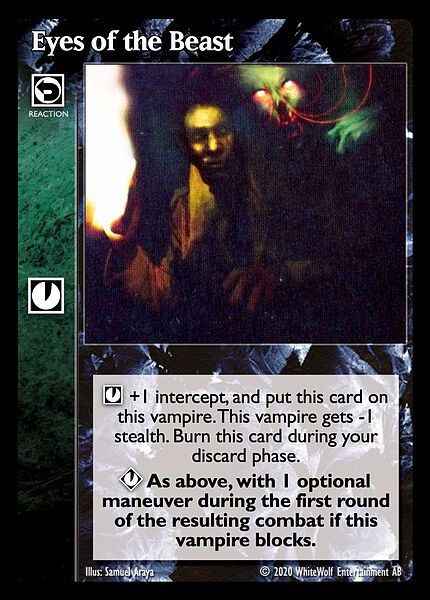 Eyes of the Beast
REACTION
+1 intercept, and put this card on
this vampire. This vampire gets -1
stealth. Burn this card during your
discard phase.
As above, with 1 optional
maneuver during the first round
of the resulting combat if this
vampire blocks.
Illus: Samuel Araya
© 2020 WhiteWolf Entertainment AB